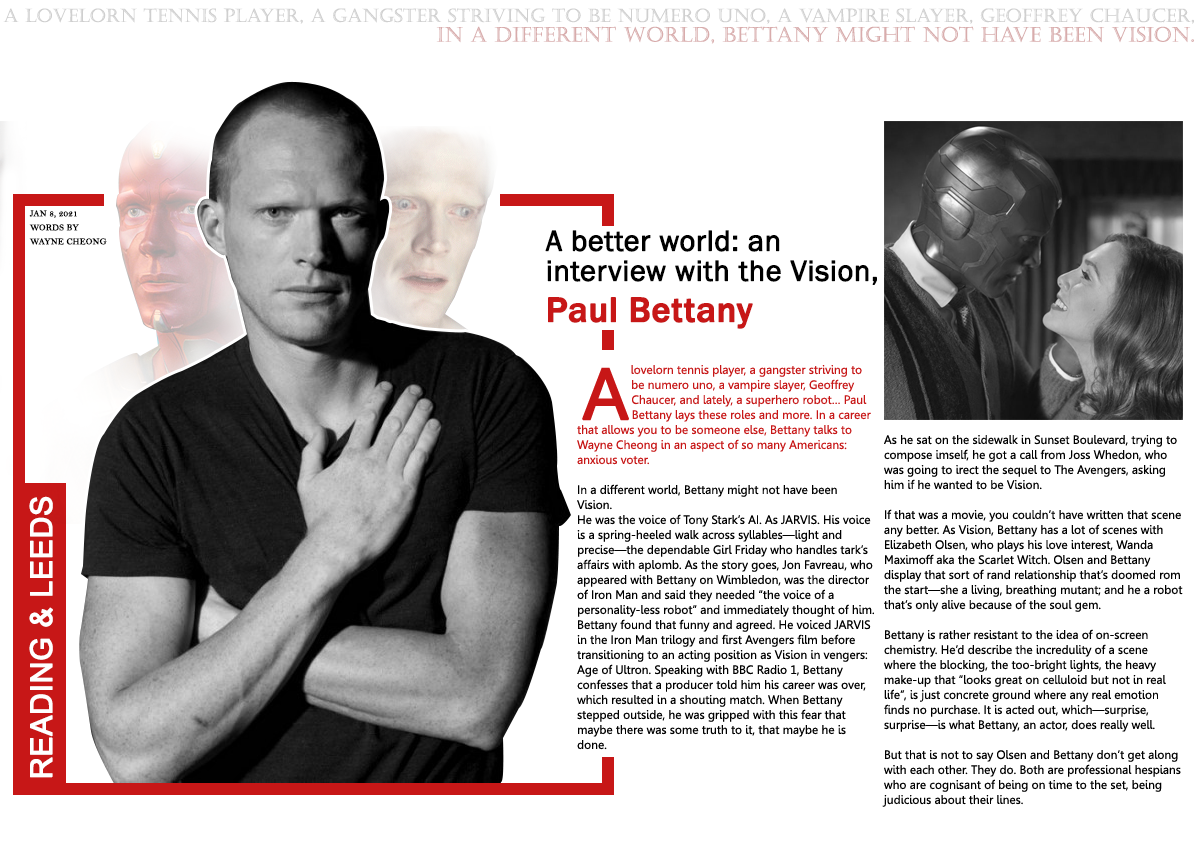 A LOVELORN TENNIS PLAYER, A GANGSTER STRIVING TO BE NUMERO UNO, A VAMPIRE SLAYER, GEOFFREY CHAUCER,
IN A DIFFERENT WORLD, BETTANY MIGHT NOT HAVE BEEN VISION.
JAN 8, 2021
WORDS BY
WAYNE CHEONG
READING & LEEDS
A better world: an
interview with the Vision,
Paul Bettany
A lovelorn tennis player, a gangster striving to
be numero uno, a vampire slayer, Geoffrey
Chaucer, and lately, a superhero robot... Paul
Bettany lays these roles and more. In a career
that allows you to be someone else, Bettany talks to
Wayne Cheong in an aspect of so many Americans:
anxious voter.
In a different world, Bettany might not have been
Vision.
He was the voice of Tony Stark’s AI. As JARVIS. His voice
is a spring-heeled walk across syllables—light and
precise—the dependable Girl Friday who handles tark’s
affairs with aplomb. As the story goes, Jon Favreau, who
appeared with Bettany on Wimbledon, was the director
of Iron Man and said they needed “the voice of a
personality-less robot” and immediately thought of him.
Bettany found that funny and agreed. He voiced JARVIS
in the Iron Man trilogy and first Avengers film before
transitioning to an acting position as Vision in vengers:
Age of Ultron. Speaking with BBC Radio 1, Bettany
confesses that a producer told him his career was over,
which resulted in a shouting match. When Bettany
stepped outside, he was gripped with this fear that
maybe there was some truth to it, that maybe he is
done.
As he sat on the sidewalk in Sunset Boulevard, trying to
compose imself, he got a call from Joss Whedon, who
was going to irect the sequel to The Avengers, asking
him if he wanted to be Vision.
If that was a movie, you couldn’t have written that scene
any better. As Vision, Bettany has a lot of scenes with
Elizabeth Olsen, who plays his love interest, Wanda
Maximoff aka the Scarlet Witch. Olsen and Bettany
display that sort of rand relationship that’s doomed rom
the start—she a living, breathing mutant; and he a robot
that’s only alive because of the soul gem.
Bettany is rather resistant to the idea of on-screen
chemistry. He’d describe the incredulity of a scene
where the blocking, the too-bright lights, the heavy
make-up that “looks great on celluloid but not in real
life”, is just concrete ground where any real emotion
finds no purchase. It is acted out, which—surprise,
surprise—is what Bettany, an actor, does really well.
But that is not to say Olsen and Bettany don’t get along
with each other. They do. Both are professional hespians
who are cognisant of being on time to the set, being
judicious about their lines.